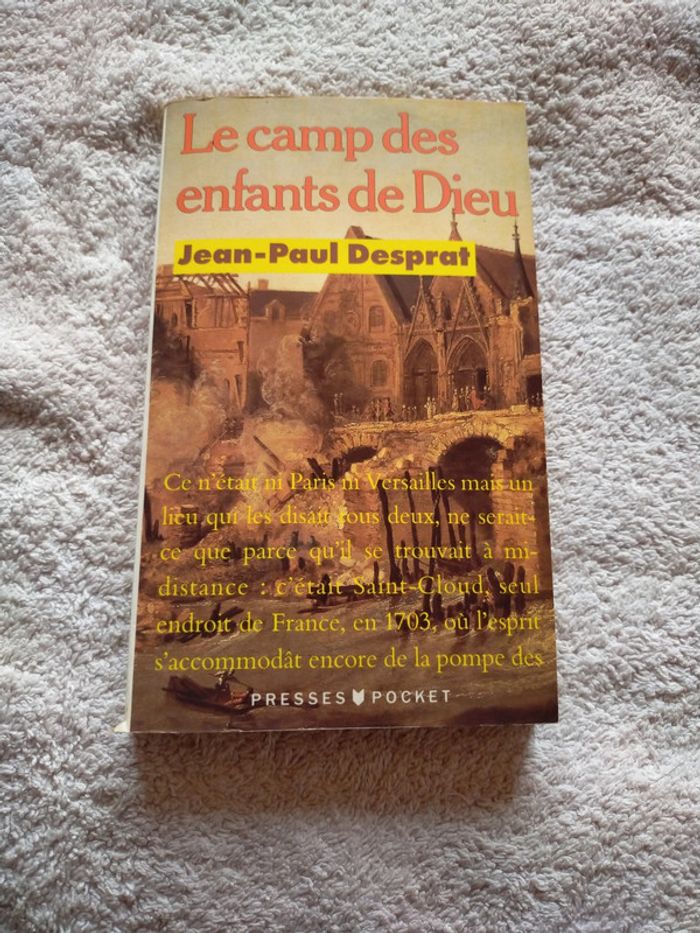 Le camp des
enfants de Dieu
Jean-Paul Desprat
Ce n'était ni Paris ni Versailles mais un
lieu qui les disait tous deux, ne serait-
ce que parce qu'il se trouvait à mi-
distance : c'était Saint-Cloud, seul
endroit de France, en 1703, où l'esprit
s'accommodât encore de la pompe des
PRESSES POCKET